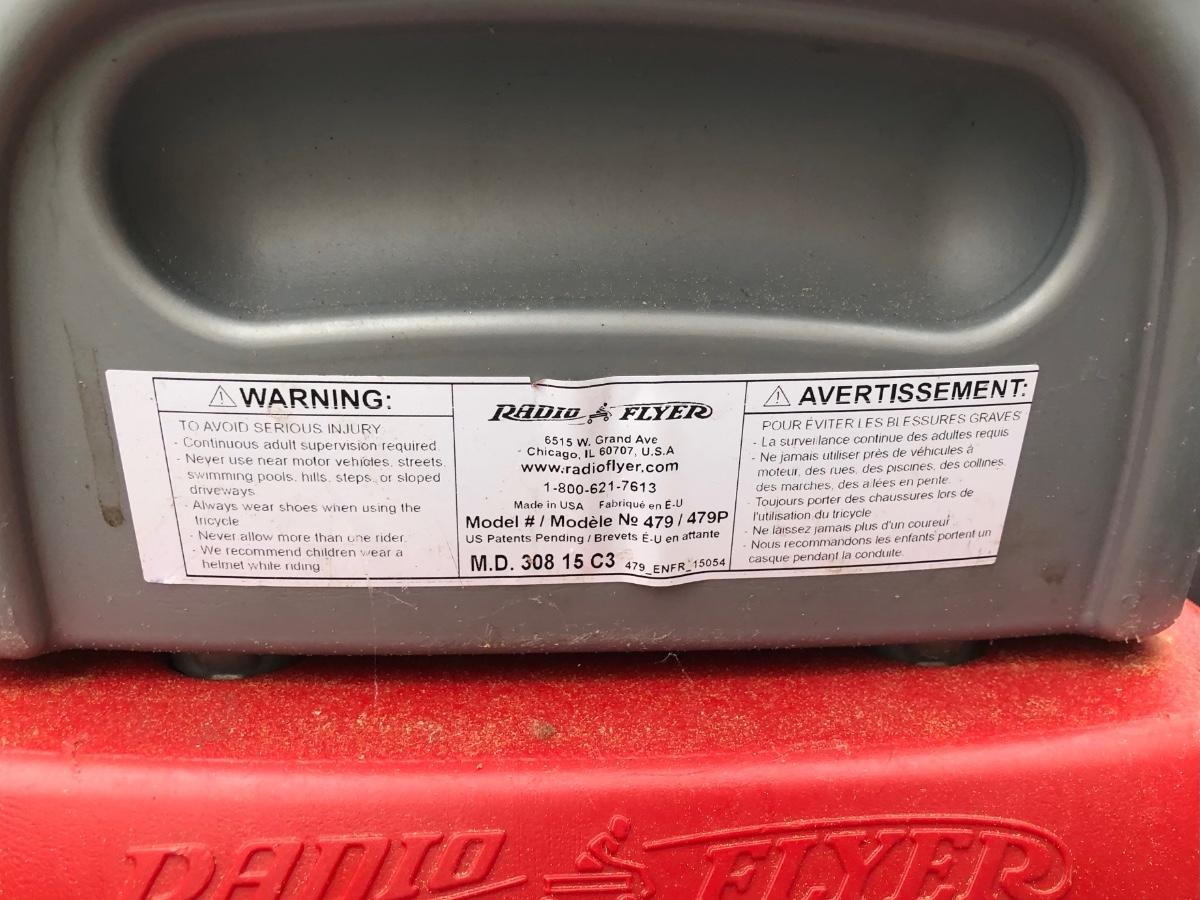 WARNING:
TO AVOID SERIOUS INJURY
- Continuous adult supervision required.
- Never use near motor vehicles, streets,
swimming pools, hills, steps, or sloped
driveways.
- Always wear shoes when using the
tricycle
- Never allow more than one rider.
- We recommend children wear a
helmet while riding.
RADIO FLYER
6515 W. Grand Ave
Chicago, IL 60707, U.S.A
www.radioflyer.com
1-800-621-7613
Made in USA Fabriqué en É-U
Model # / Modèle No 479 / 479P
US Patents Pending / Brevets É-U en attante
M.D. 308 15 C3 479_ENFR_15054
AVERTISSEMENT:
POUR ÉVITER LES BLESSURES GRAVES
- La surveillance continue des adultes requis
- Ne jamais utiliser près de véhicules à
moteur, des rues, des piscines, des collines,
des marches, des allées en pente.
- Toujours porter des chaussures lors de
l'utilisation du tricycle
- Ne laissez jamais plus d'un coureur
- Nous recommandons les enfants portent un
casque pendant la conduite.
RADIO FLYER